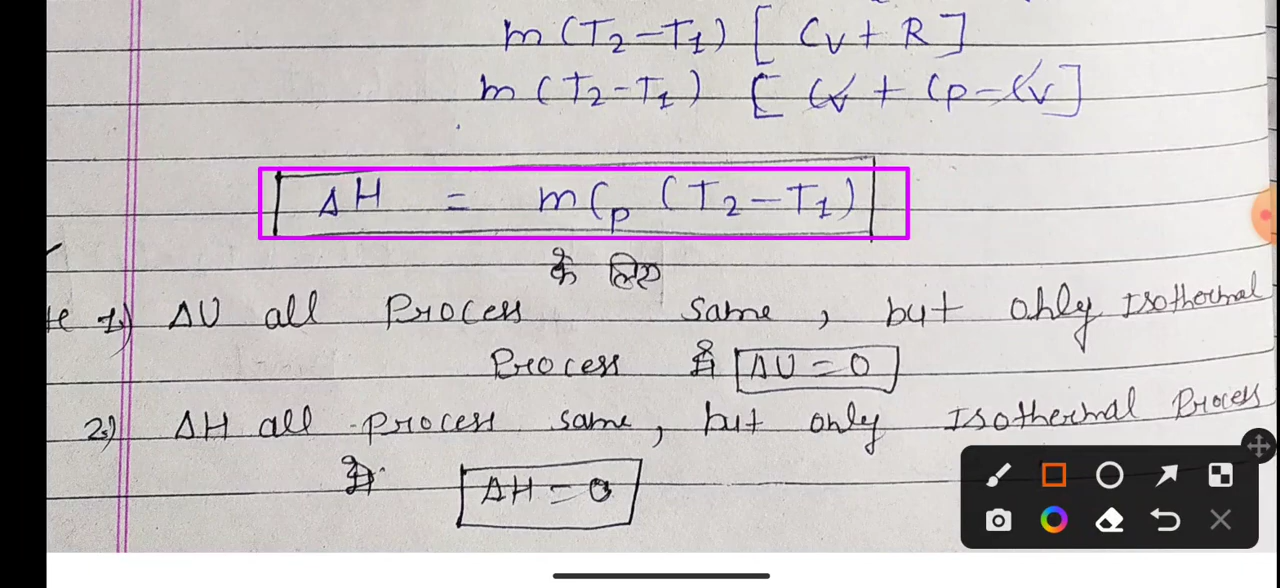 m(T₂-T₁) [ Cv + R ]
m(T₂-T₁) [ Cv + Cp - Cv ]
ΔH = mCp (T₂-T₁)
के लिए
te 1.) ΔU all Process same, but only Isothermal
Process में ΔU = 0
2.) ΔH all process same, but only Isothermal Process
में ΔH = 0